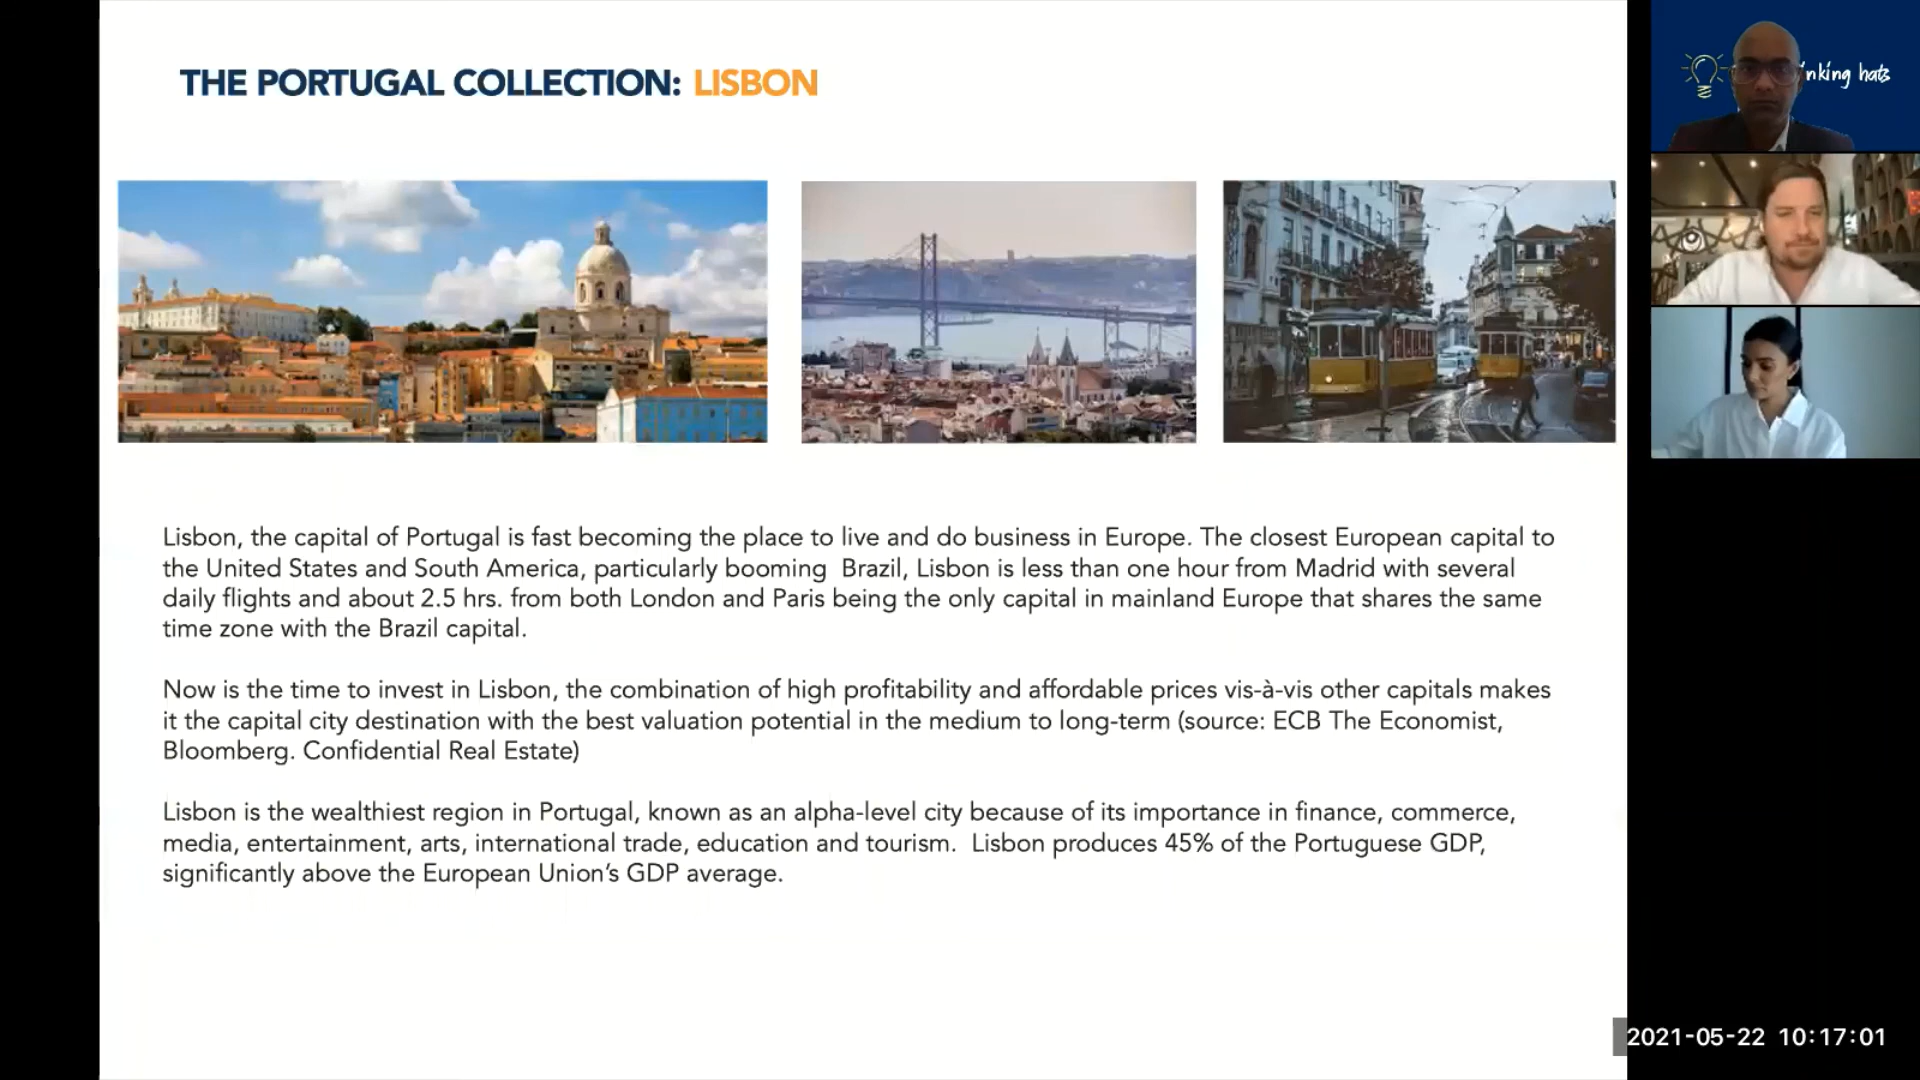 THE PORTUGAL COLLECTION: LISBON
nking hats
Lisbon, the capital of Portugal is fast becoming the place to live and do business in Europe. The closest European capital to
the United States and South America, particularly booming  Brazil, Lisbon is less than one hour from Madrid with several
daily flights and about 2.5 hrs. from both London and Paris being the only capital in mainland Europe that shares the same
time zone with the Brazil capital.
Now is the time to invest in Lisbon, the combination of high profitability and affordable prices vis-à-vis other capitals makes
it the capital city destination with the best valuation potential in the medium to long-term (source: ECB The Economist,
Bloomberg. Confidential Real Estate)
Lisbon is the wealthiest region in Portugal, known as an alpha-level city because of its importance in finance, commerce,
media, entertainment, arts, international trade, education and tourism.  Lisbon produces 45% of the Portuguese GDP,
significantly above the European Union’s GDP average.
2021-05-22 10:17:01